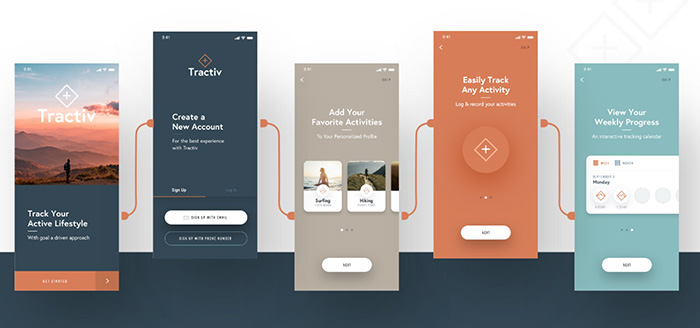 Tractiv
Track Your
Active Lifestyle
With goal a driven approach
GET STARTED
9:41
Tractiv
Create a
New Account
For the best experience
with Tractiv
Sign Up
Log In
SIGN UP WITH EMAIL
SIGN UP WITH PHONE NUMBER
9:41
SKIP
Add Your
Favorite Activities
To Your Personalized Profile
Surfing
Hiking
NEXT
9:41
SKIP
Easily Track
Any Activity
Log & record your activities
NEXT
9:41
SKIP
View Your
Weekly Progress
An interactive tracking calendar
WEEK
MONTH
Monday
NEXT